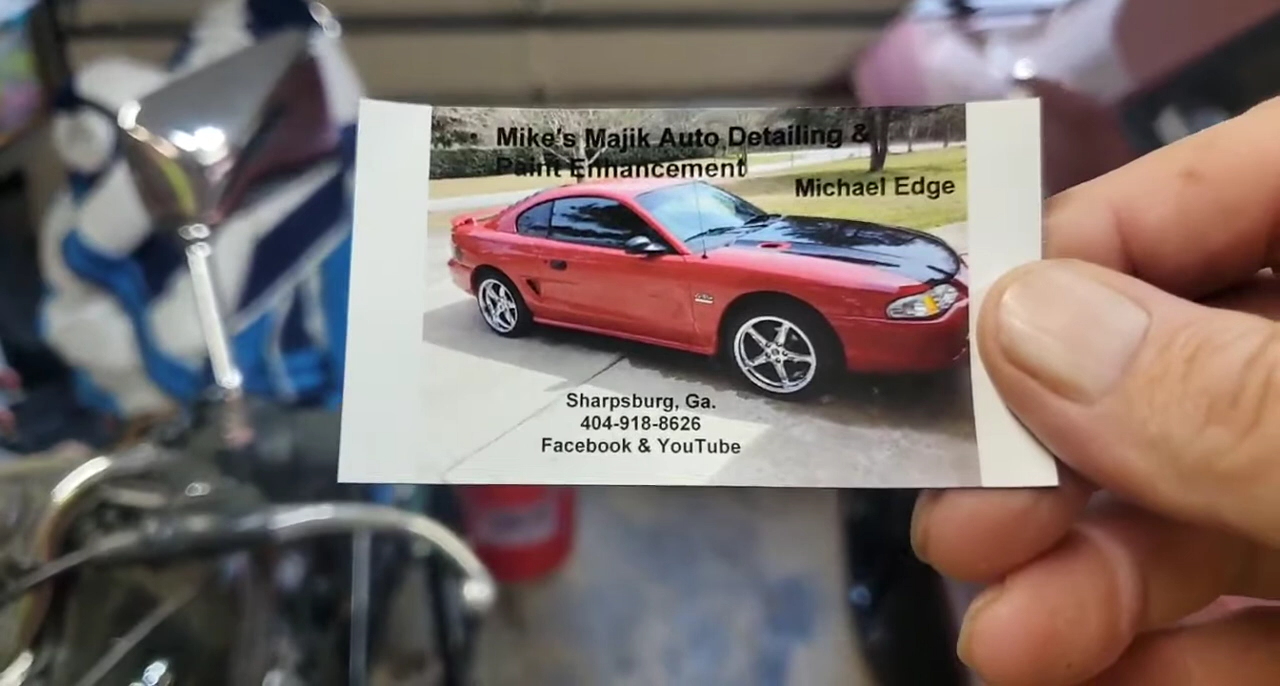 Mike's Majik Auto Detailing &
Paint Enhancement
Michael Edge
Sharpsburg, Ga.
404-918-8626
Facebook & YouTube